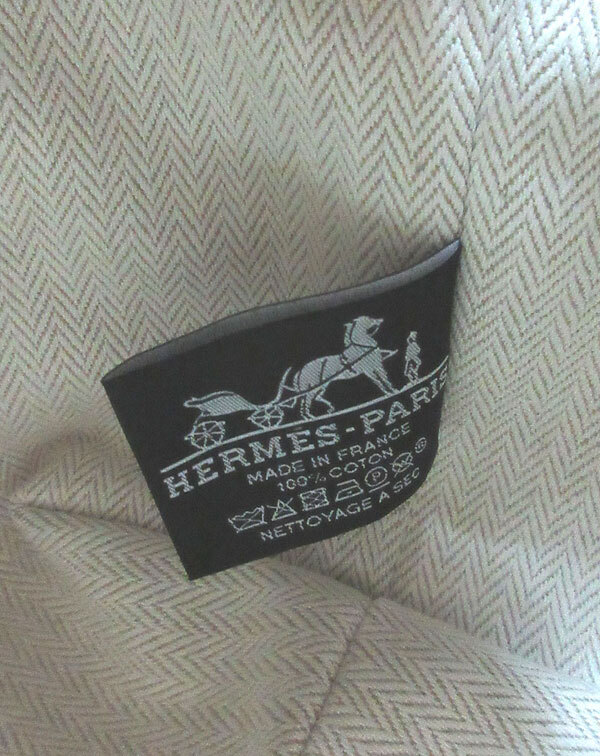 HERMES-PARIS
MADE IN FRANCE
100% COTON
P
NETTOYAGE A SEC